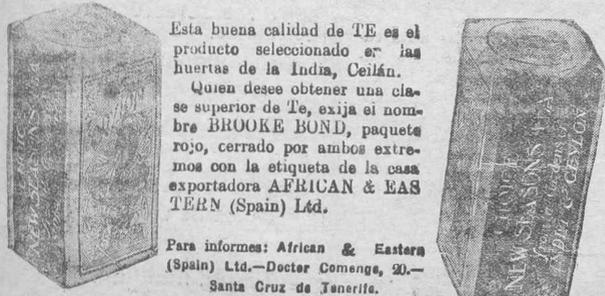 Esta buena calidad de TE es el
producto seleccionado er las
huertas de la India, Ceilán.
Quien desee obtener una cla-
se superior de Te, exija el nom-
bre BROOKE BOND, paquete
rojo, cerrado por ambos extre-
mos con la etiqueta de la casa
exportadora AFRICAN & EAS
TERN (Spain) Ltd.
Para informes: African & Eastern
(Spain) Ltd.—Doctor Comenge, 20.—
Santa Cruz de Tenerife.
CHOICE
NEW SEASON'S TEA
INDIA & CEYLON